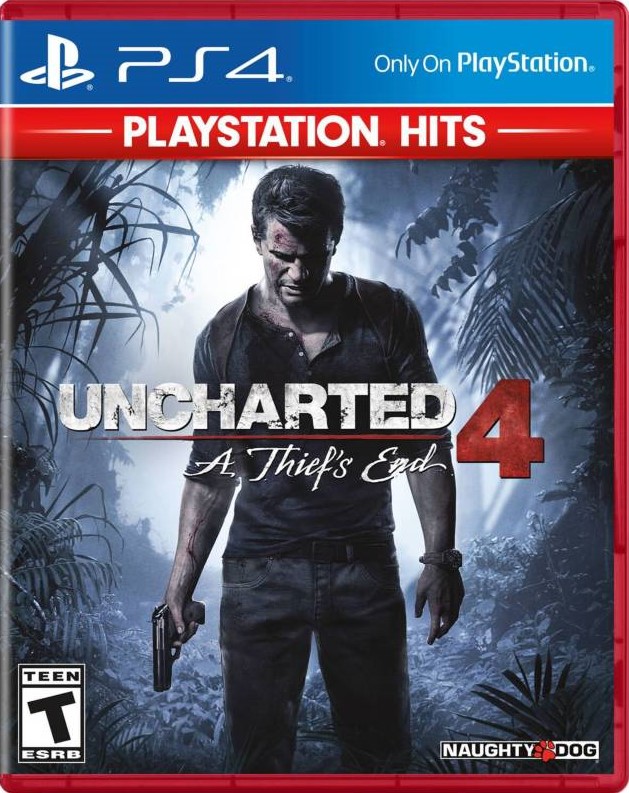 PS4
Only On PlayStation®
PLAYSTATION® HITS
UNCHARTED 4
A Thief's End
TEEN
T
ESRB
NAUGHTY DOG